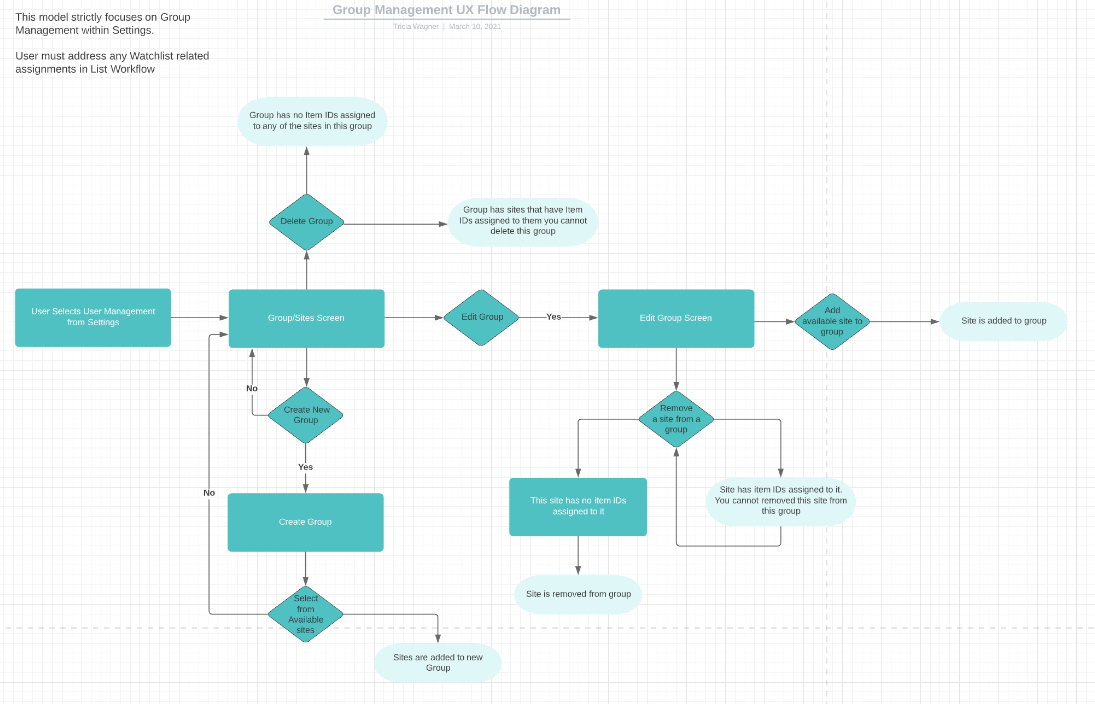 This model strictly focuses on Group
Management within Settings.
User must address any Watchlist related
assignments in List Workflow
Group Management UX Flow Diagram
Tricia Wagner | March 10, 2021
Group has no Item IDs assigned
to any of the sites in this group
Delete Group
Group has sites that have Item
IDs assigned to them you cannot
delete this group
User Selects User Management
from Settings
Group/Sites Screen
Edit Group
Yes
Edit Group Screen
Add
available site to
group
Site is added to group
No
Create New
Group
Remove
a site from a
group
Yes
No
Create Group
This site has no item IDs
assigned to it
Site has item IDs assigned to it.
You cannot removed this site from
this group
Select
from
Available
sites
Site is removed from group
Sites are added to new
Group